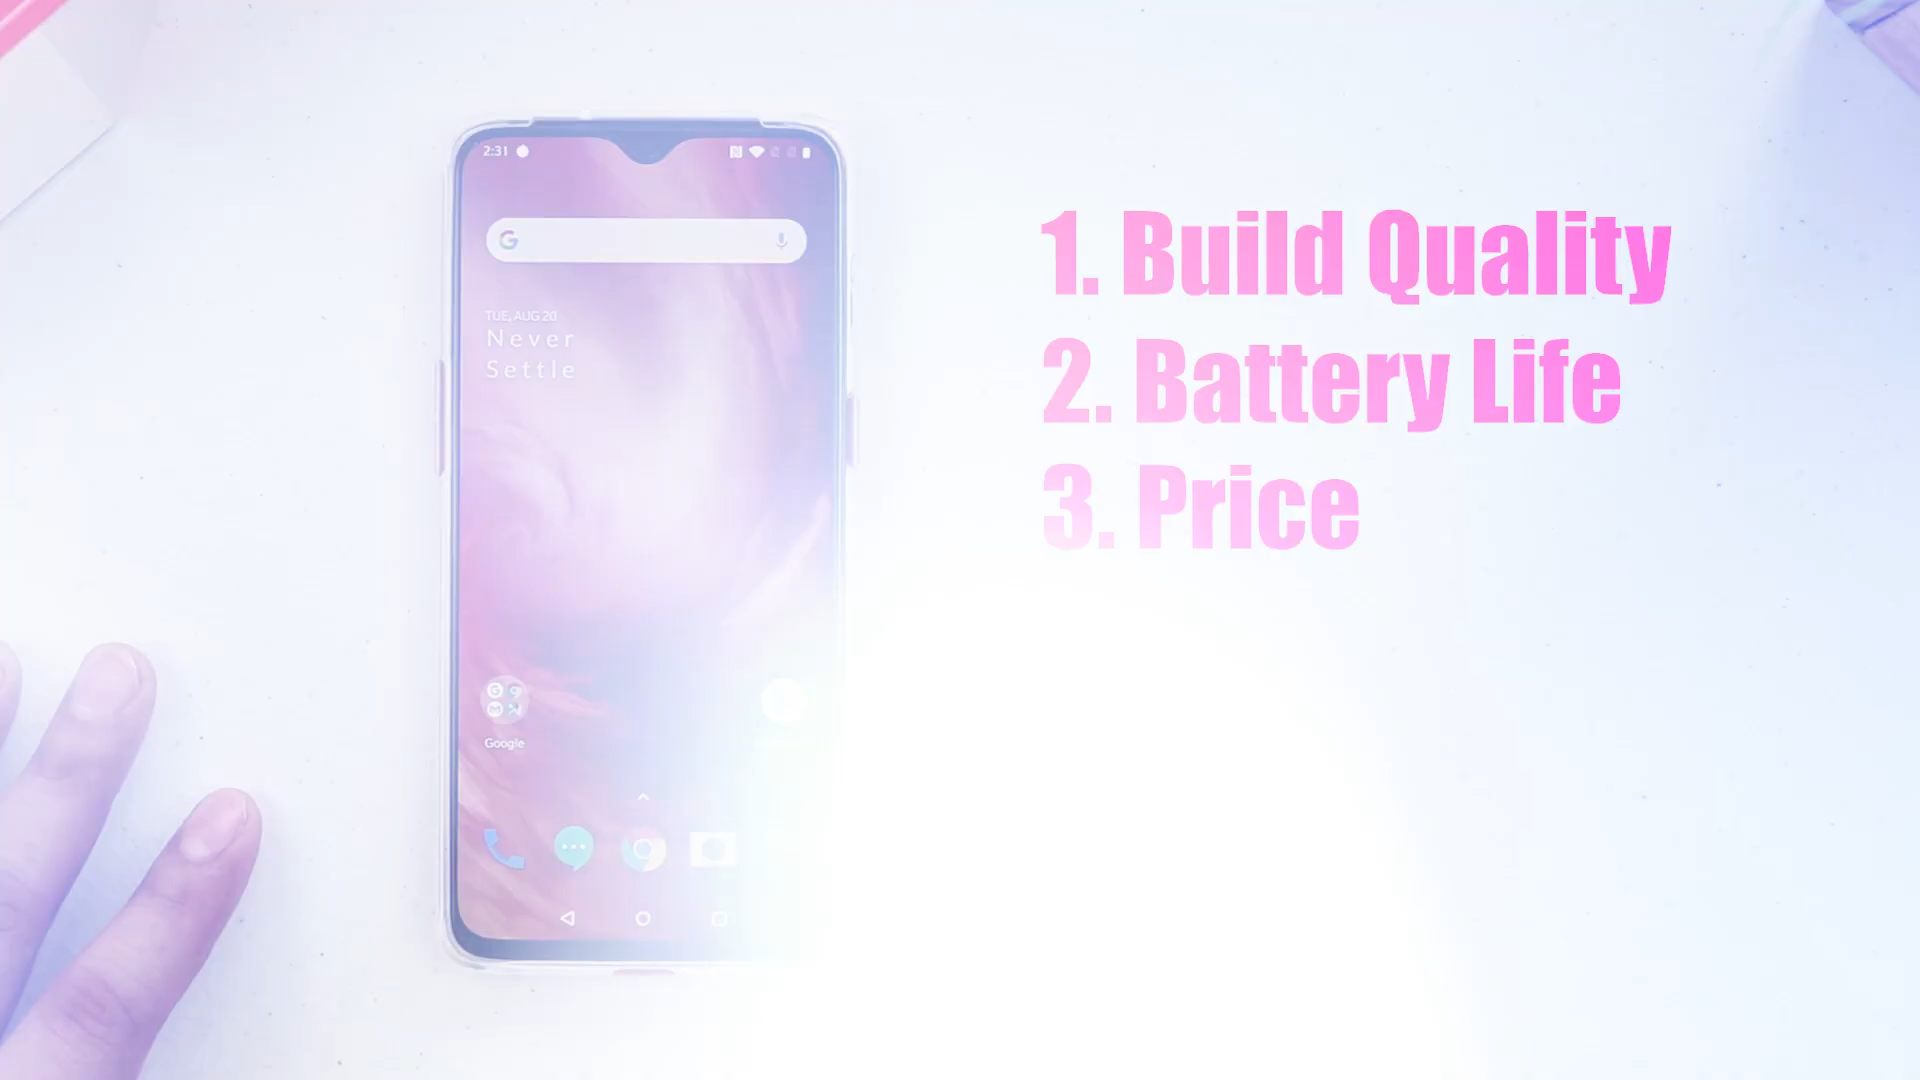 2:31
TUE, AUG 20
Never
Settle
Google
1. Build Quality
2. Battery Life
3. Price